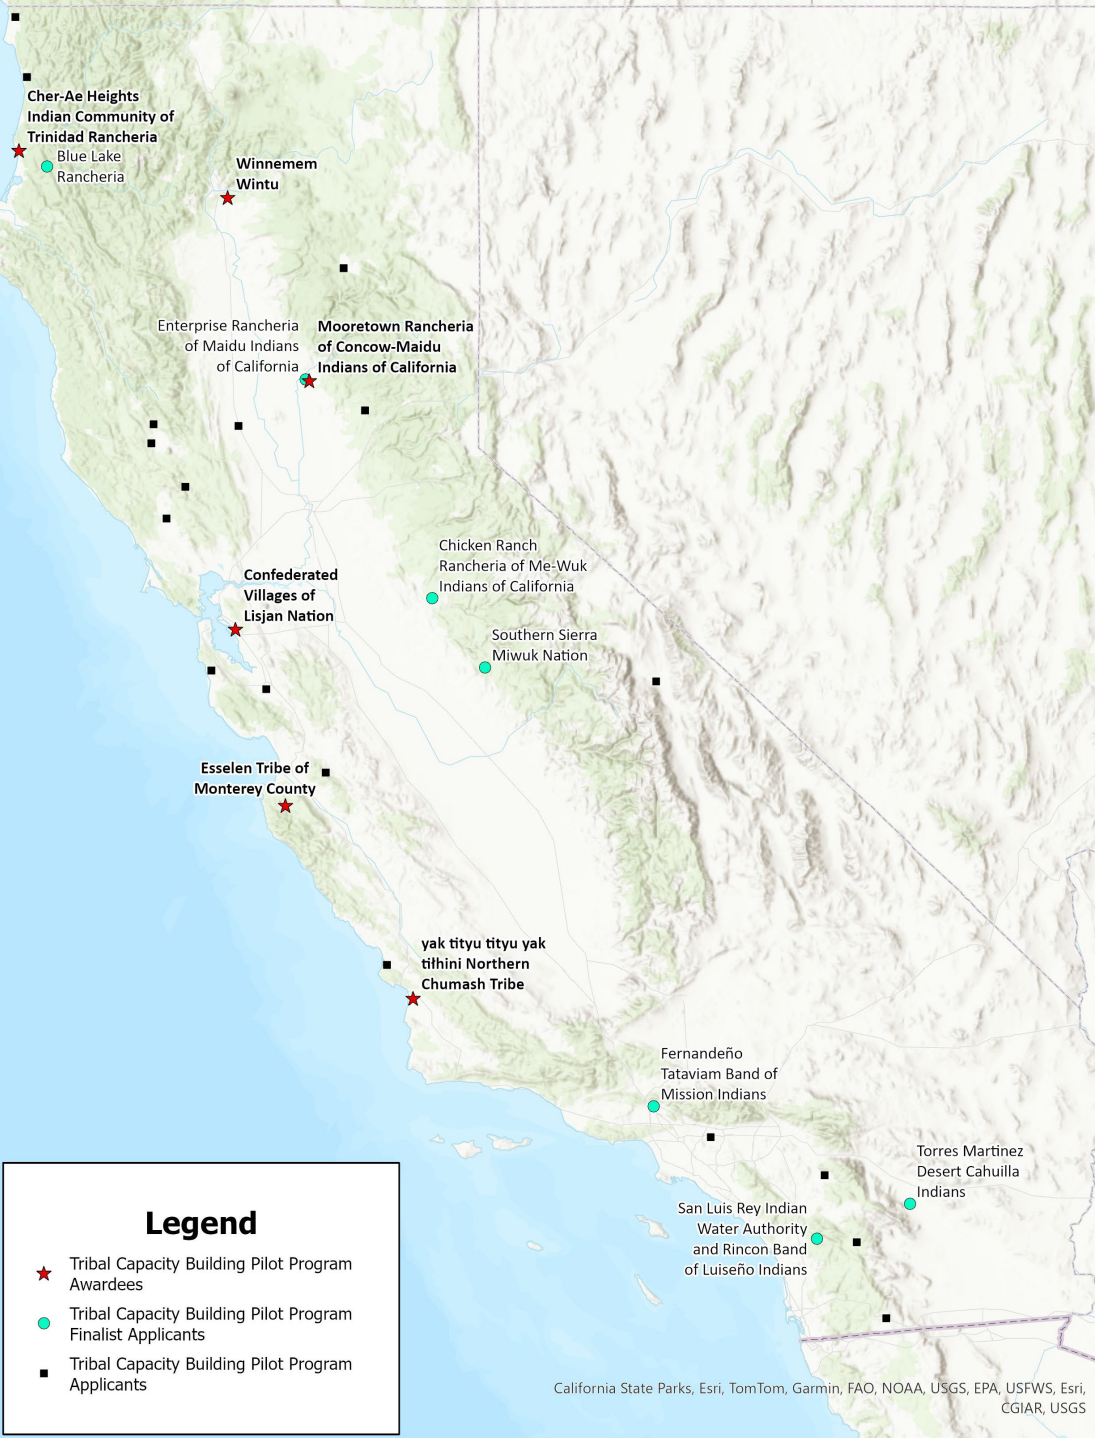 Cher-Ae Heights
Indian Community of
Trinidad Rancheria
Blue Lake
Rancheria
Winnemem
Wintu
Enterprise Rancheria
of Maidu Indians
of California
Mooretown Rancheria
of Concow-Maidu
Indians of California
Chicken Ranch
Rancheria of Me-Wuk
Indians of California
Confederated
Villages of
Lisjan Nation
Southern Sierra
Miwuk Nation
Esselen Tribe of
Monterey County
yak tityu tityu yak
tiłhini Northern
Chumash Tribe
Fernandeño
Tataviam Band of
Mission Indians
Torres Martinez
Desert Cahuilla
Indians
San Luis Rey Indian
Water Authority
and Rincon Band
of Luiseño Indians
Legend
Tribal Capacity Building Pilot Program
Awardees
Tribal Capacity Building Pilot Program
Finalist Applicants
Tribal Capacity Building Pilot Program
Applicants
California State Parks, Esri, TomTom, Garmin, FAO, NOAA, USGS, EPA, USFWS, Esri,
CGIAR, USGS